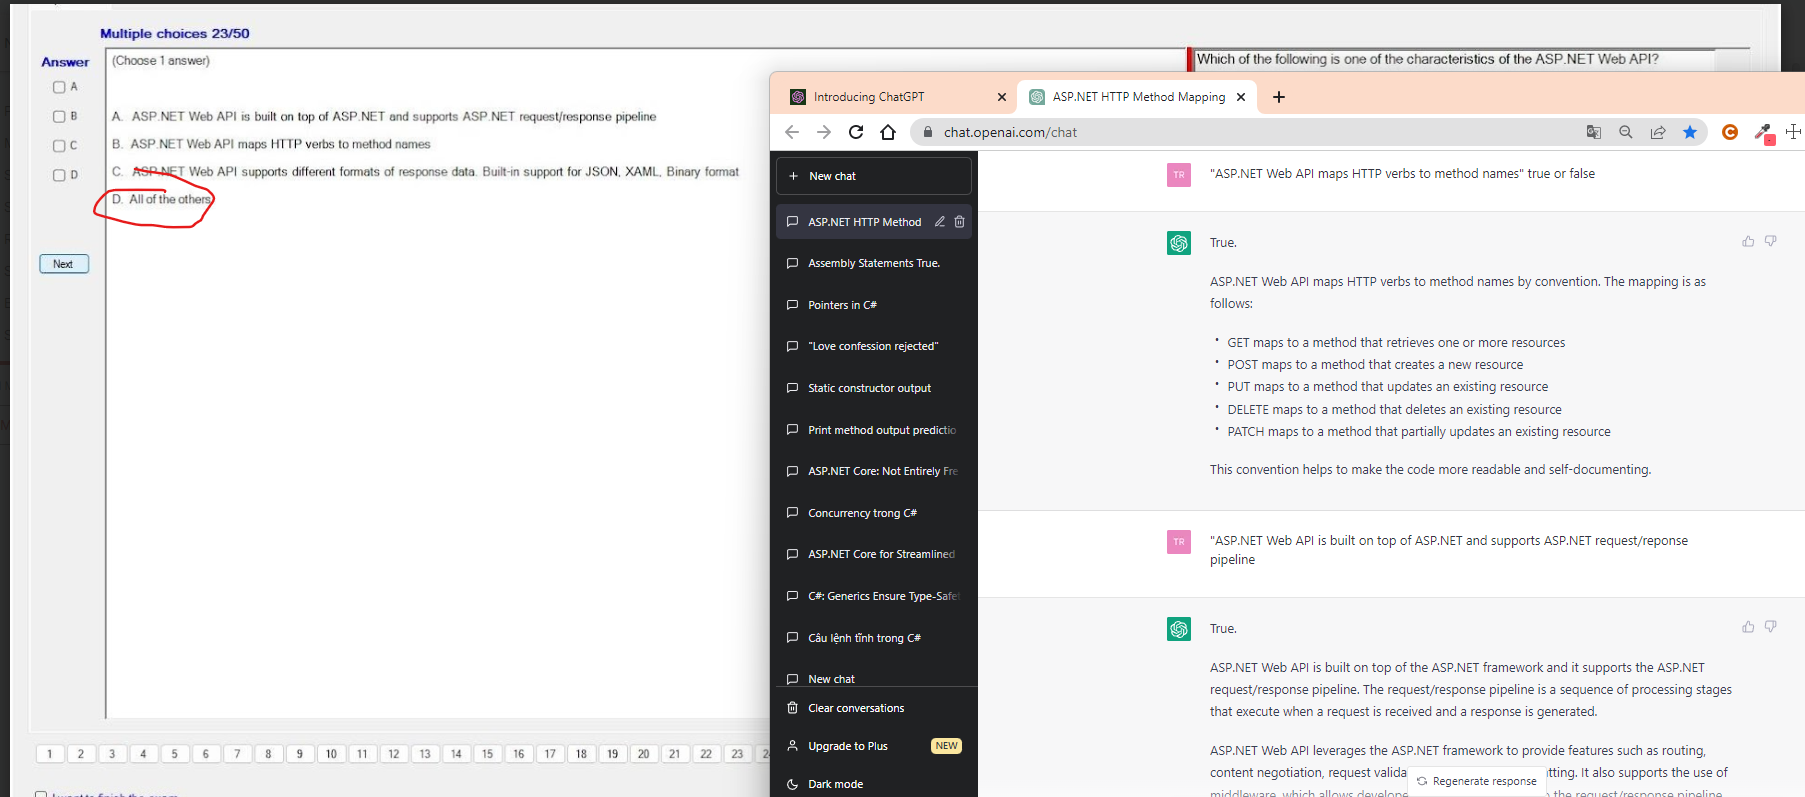 Multiple choices 23/50
Answer
(Choose 1 answer)
A
B
C
D
A. ASP.NET Web API is built on top of ASP.NET and supports ASP.NET request/response pipeline
B. ASP.NET Web API maps HTTP verbs to method names
C. ASP.NET Web API supports different formats of response data. Built-in support for JSON, XAML, Binary format
D. All of the others
Next
Which of the following is one of the characteristics of the ASP.NET Web API?
Introducing ChatGPT
ASP.NET HTTP Method Mapping
chat.openai.com/chat
New chat
ASP.NET HTTP Method
Assembly Statements True.
Pointers in C#
"Love confession rejected"
Static constructor output
Print method output predictio
ASP.NET Core: Not Entirely Fre
Concurrency trong C#
ASP.NET Core for Streamlined
C#: Generics Ensure Type-Safe
Câu lệnh tĩnh trong C#
New chat
Clear conversations
Upgrade to Plus NEW
Dark mode
TR
"ASP.NET Web API maps HTTP verbs to method names" true or false
True.
ASP.NET Web API maps HTTP verbs to method names by convention. The mapping is as
follows:
• GET maps to a method that retrieves one or more resources
• POST maps to a method that creates a new resource
• PUT maps to a method that updates an existing resource
• DELETE maps to a method that deletes an existing resource
• PATCH maps to a method that partially updates an existing resource
This convention helps to make the code more readable and self-documenting.
TR
"ASP.NET Web API is built on top of ASP.NET and supports ASP.NET request/reponse
pipeline
True.
ASP.NET Web API is built on top of the ASP.NET framework and it supports the ASP.NET
request/response pipeline. The request/response pipeline is a sequence of processing stages
that execute when a request is received and a response is generated.
ASP.NET Web API leverages the ASP.NET framework to provide features such as routing,
content negotiation, request valida tting. It also supports the use of
middleware, which allows develope the request/response pipeline
Regenerate response
1 2 3 4 5 6 7 8 9 10 11 12 13 14 15 16 17 18 19 20 21 22 23
I want to finish the exam